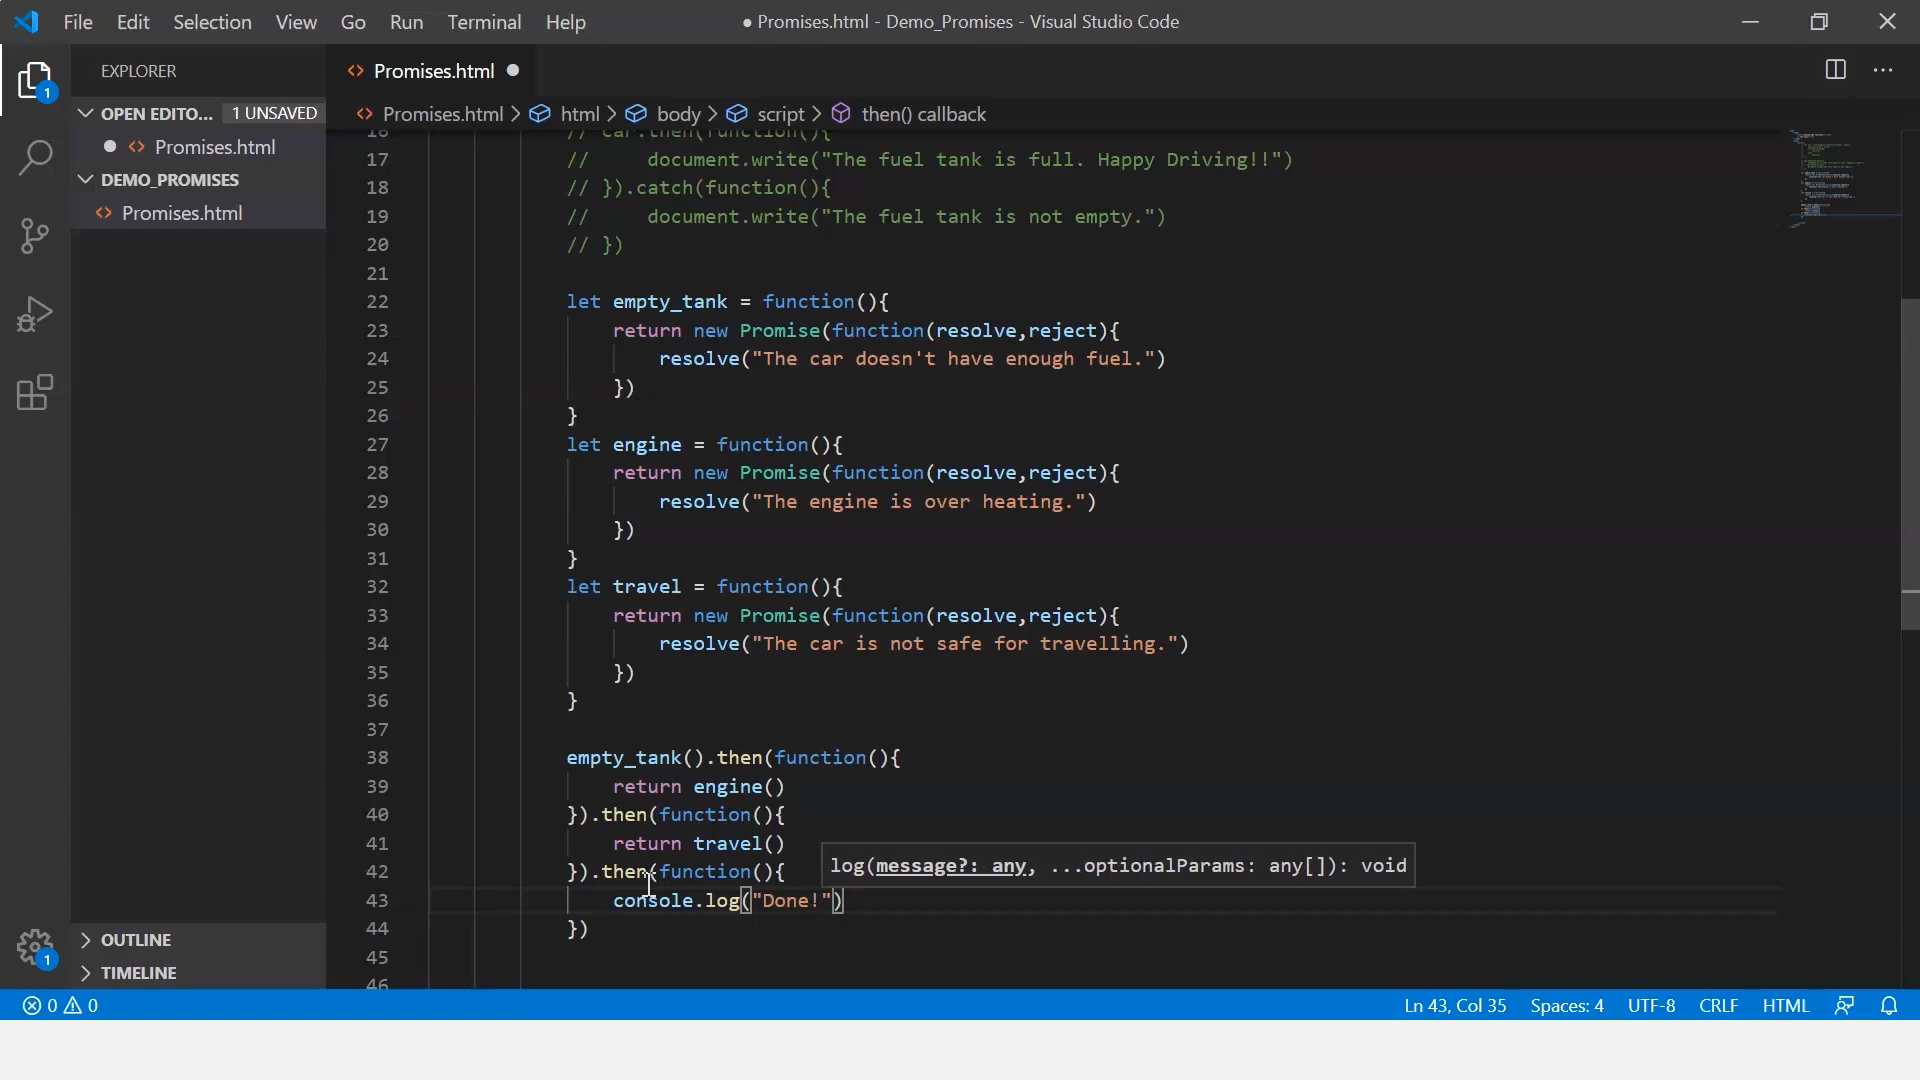 File Edit Selection View Go Run Terminal Help
● Promises.html - Demo_Promises - Visual Studio Code
EXPLORER
Promises.html
OPEN EDITO... 1 UNSAVED
Promises.html > html > body > script > then() callback
Promises.html
DEMO_PROMISES
Promises.html
16 // car.then(function(){
17 // document.write("The fuel tank is full. Happy Driving!!")
18 // }).catch(function(){
19 // document.write("The fuel tank is not empty.")
20 // })
21
22 let empty_tank = function(){
23 return new Promise(function(resolve,reject){
24 resolve("The car doesn't have enough fuel.")
25 })
26 }
27 let engine = function(){
28 return new Promise(function(resolve,reject){
29 resolve("The engine is over heating.")
30 })
31 }
32 let travel = function(){
33 return new Promise(function(resolve,reject){
34 resolve("The car is not safe for travelling.")
35 })
36 }
37
38 empty_tank().then(function(){
39 return engine()
40 }).then(function(){
41 return travel()
42 }).then(function(){
log(message?: any, ...optionalParams: any[]): void
43 console.log("Done!")
44 })
45
46
1
OUTLINE
TIMELINE
1
0 0
Ln 43, Col 35 Spaces: 4 UTF-8 CRLF HTML